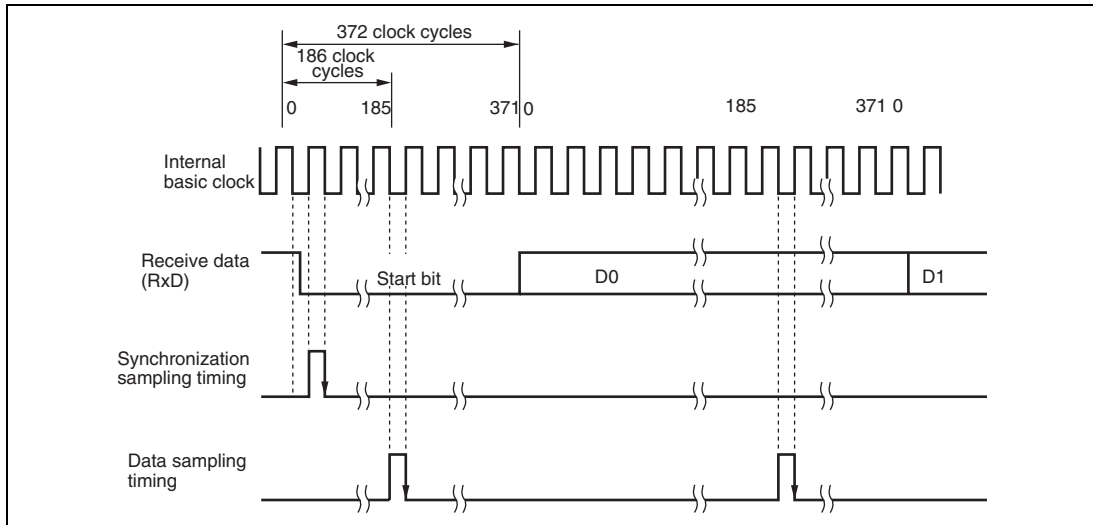 372 clock cycles
186 clock
cycles
0 185 371 0 185 371 0
Internal
basic clock
Receive data
(RxD)
Start bit D0 D1
Synchronization
sampling timing
Data sampling
timing